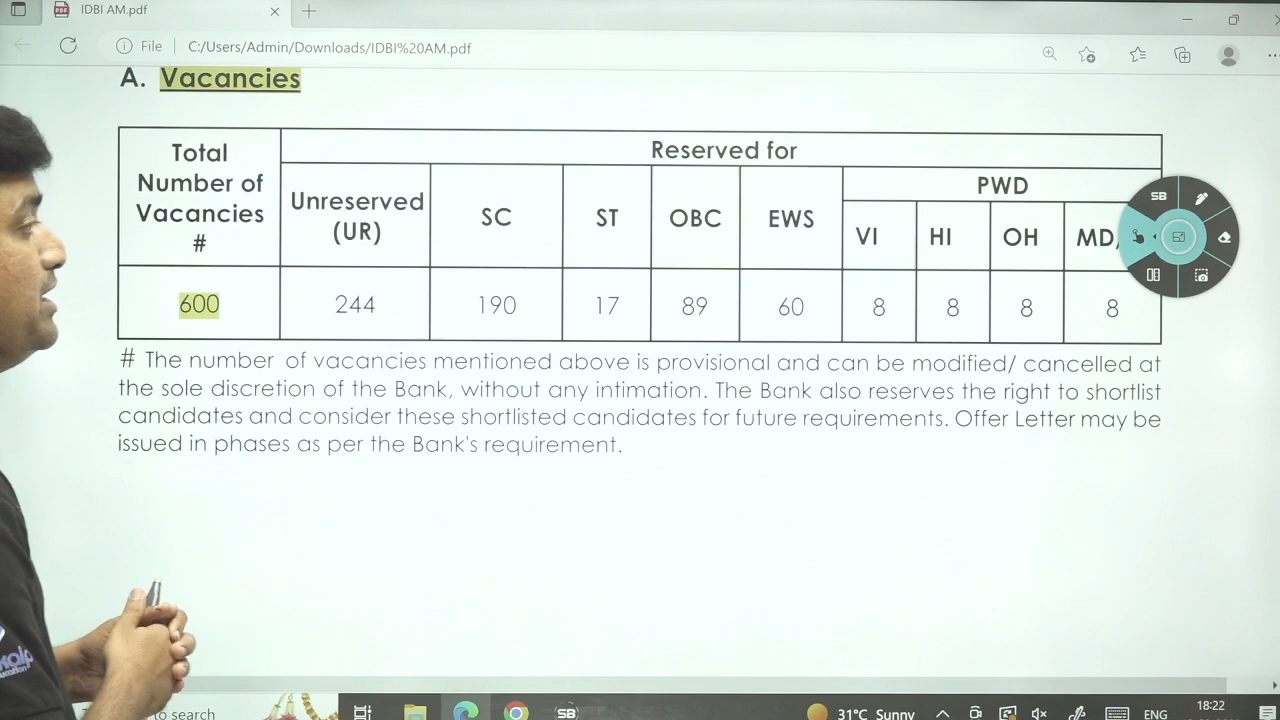 IDBI AM.pdf
File
C:/Users/Admin/Downloads/IDBI%20AM.pdf
A. Vacancies
Total Number of Vacancies #
Reserved for
Unreserved (UR)
SC
ST
OBC
EWS
PWD
VI
HI
OH
MD/
600
244
190
17
89
60
8
8
8
8
# The number of vacancies mentioned above is provisional and can be modified/ cancelled at
the sole discretion of the Bank, without any intimation. The Bank also reserves the right to shortlist
candidates and consider these shortlisted candidates for future requirements. Offer Letter may be
issued in phases as per the Bank's requirement.
SB
to search
SB
31°C Sunny
ENG
18:22